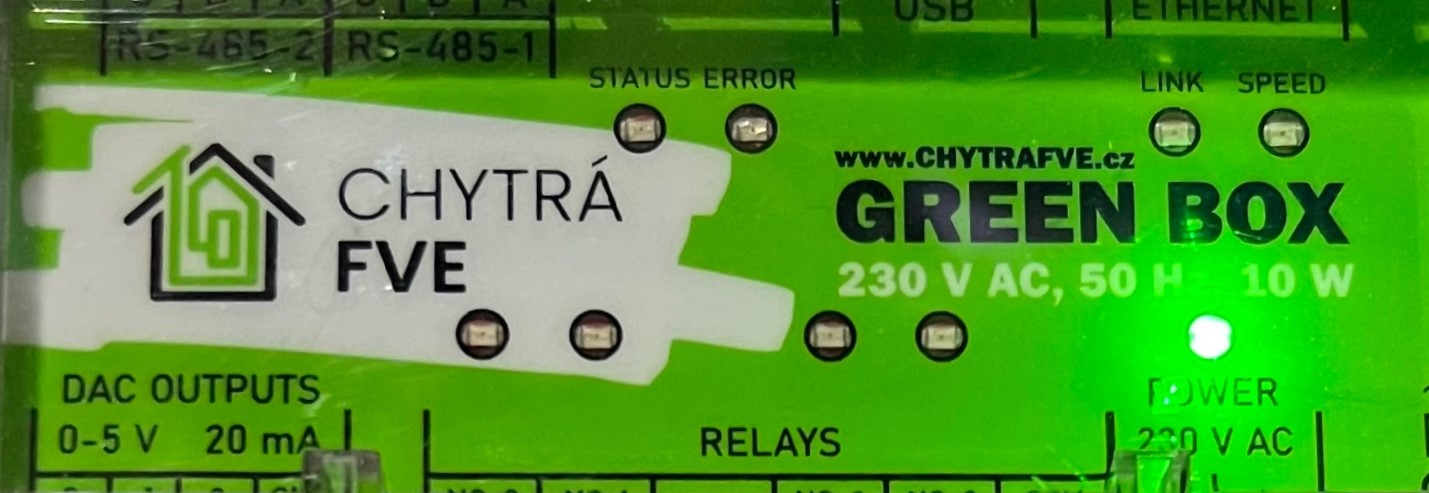 USB ETHERNET
RS-485-2 RS-485-1
STATUS ERROR LINK SPEED
www.CHYTRAFVE.cz
CHYTRÁ
FVE
GREEN BOX
230 V AC, 50 H 10 W
DAC OUTPUTS
POWER
0-5 V 20 mA
RELAYS
230 V AC